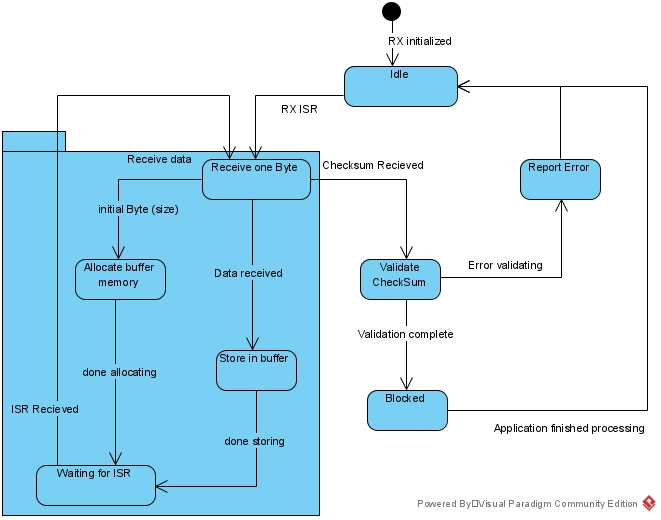 RX initialized
Idle
RX ISR
Receive data
Receive one Byte
Checksum Recieved
Report Error
initial Byte (size)
Allocate buffer
memory
Data received
Validate
CheckSum
Error validating
Validation complete
Store in buffer
done allocating
Blocked
ISR Recieved
Application finished processing
done storing
Waiting for ISR
Powered By Visual Paradigm Community Edition